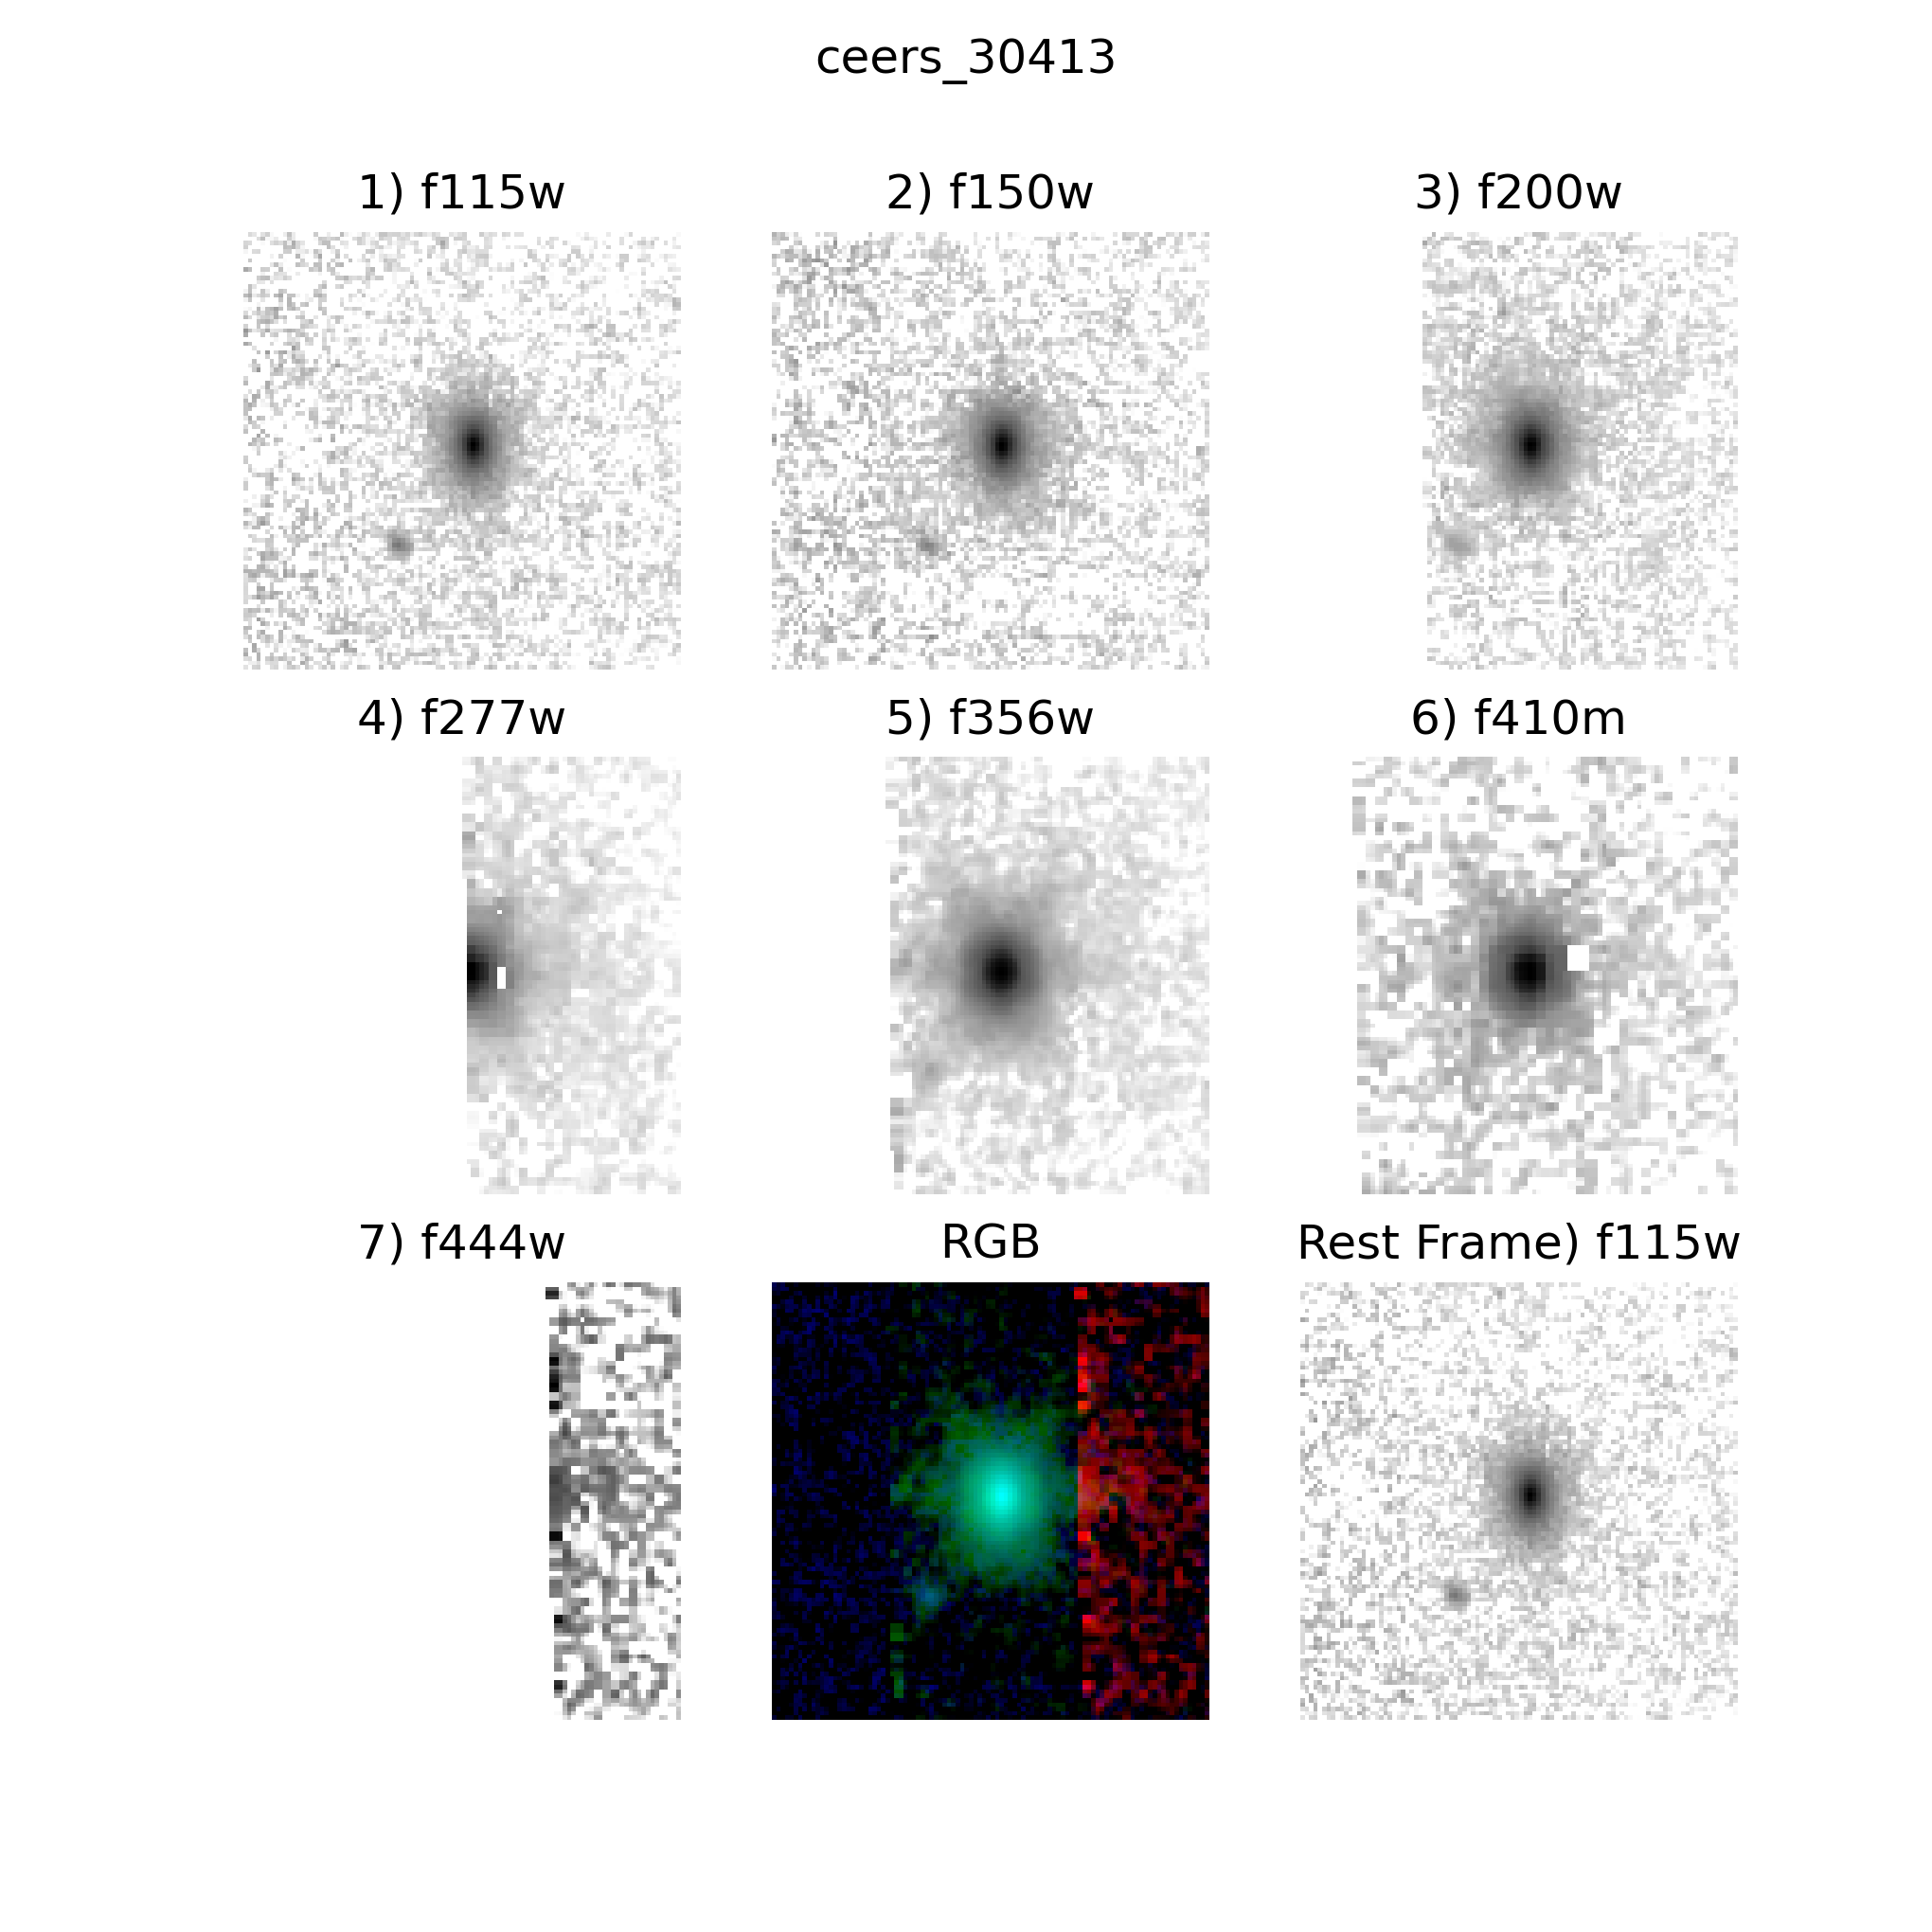 ceers_30413
1) f115w
2) f150w
3) f200w
4) f277w
5) f356w
6) f410m
7) f444w
RGB
Rest Frame) f115w